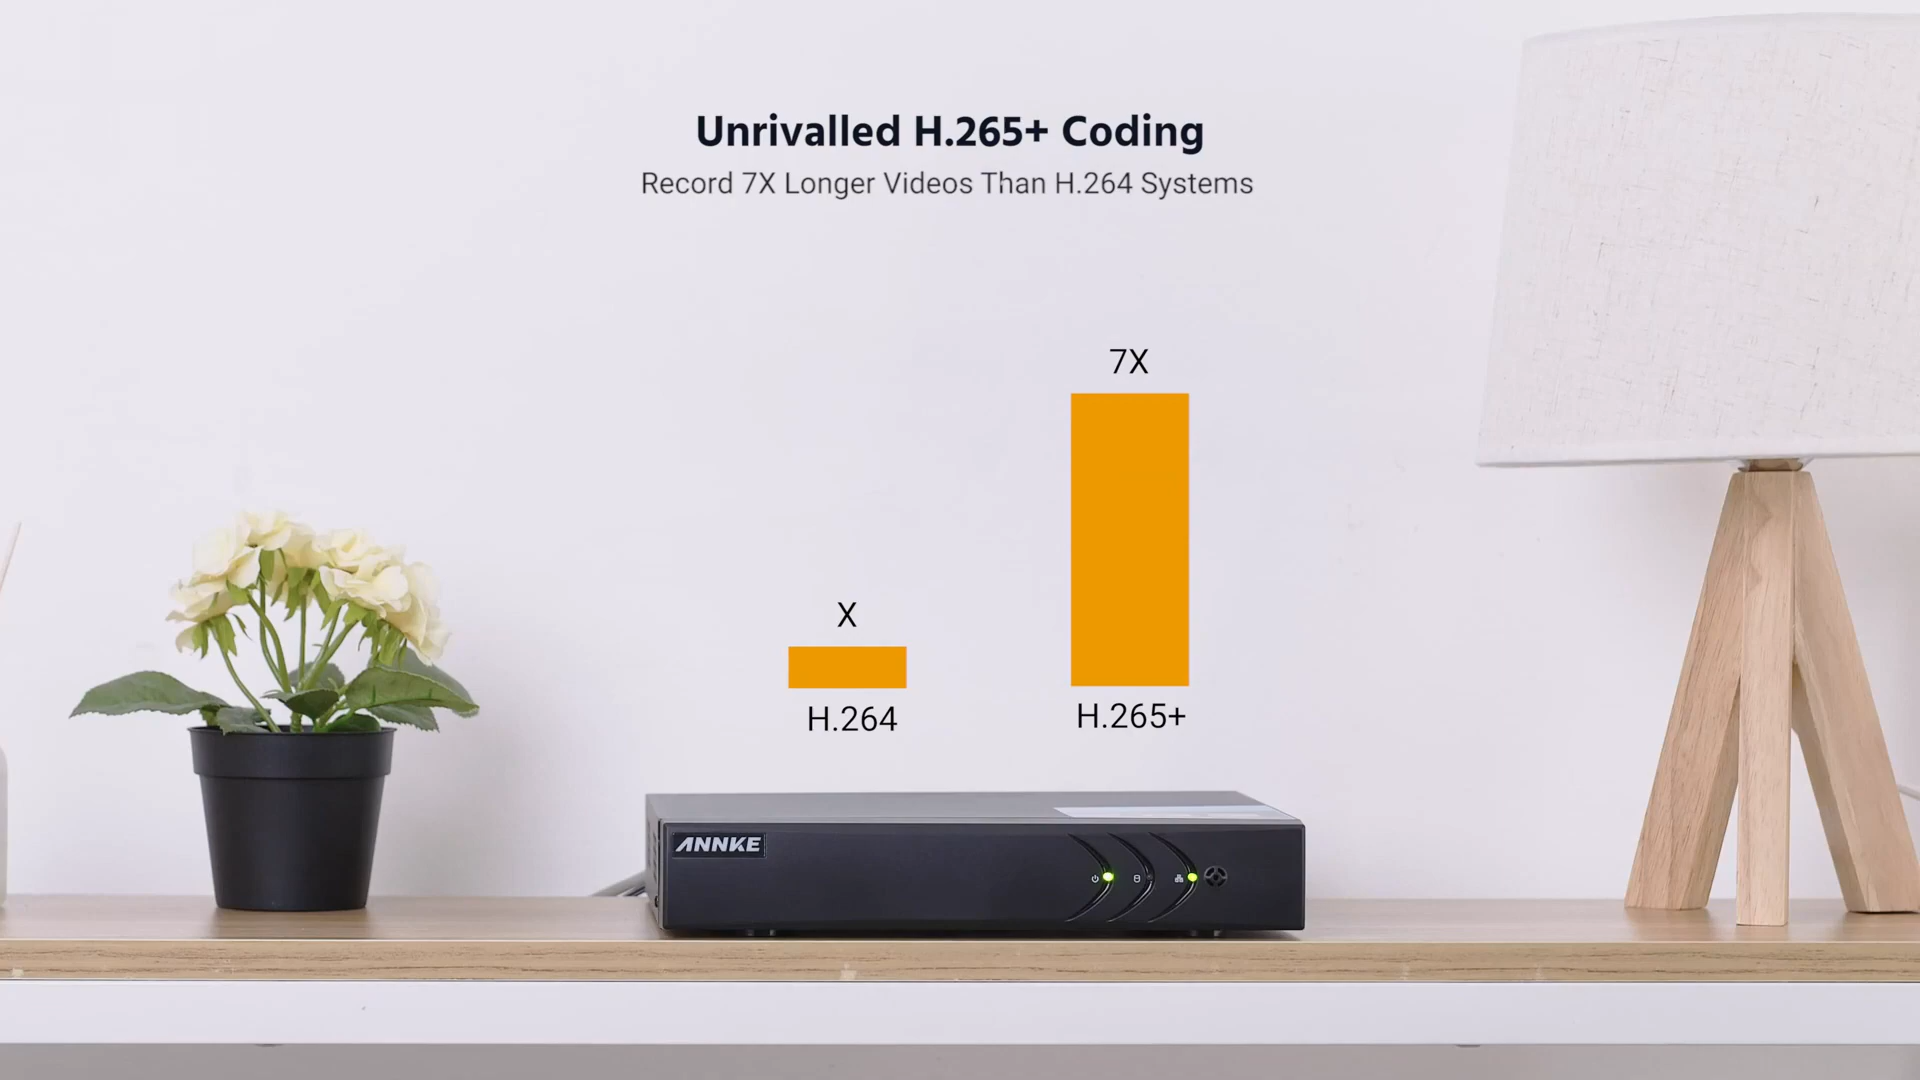 Unrivalled H.265+ Coding
Record 7X Longer Videos Than H.264 Systems
7X
X
H.264
H.265+
ANNKE